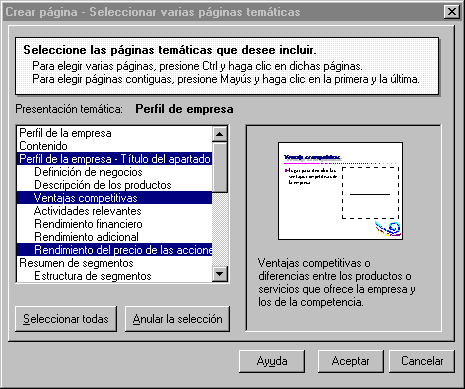 Crear página - Seleccionar varias páginas temáticas
Seleccione las páginas temáticas que desee incluir.
Para elegir varias páginas, presione Ctrl y haga clic en dichas páginas.
Para elegir páginas contiguas, presione Mayús y haga clic en la primera y la última.
Presentación temática: Perfil de empresa
Perfil de la empresa
Contenido
Perfil de la empresa - Título del apartado
Definición de negocios
Descripción de los productos
Ventajas competitivas
Actividades relevantes
Rendimiento financiero
Rendimiento adicional
Rendimiento del precio de las accione
Resumen de segmentos
Estructura de segmentos
Ventajas competitivas
Ventajas competitivas o
diferencias entre los productos o
servicios que ofrece la empresa y
los de la competencia.
Seleccionar todas
Anular la selección
Ayuda
Aceptar
Cancelar